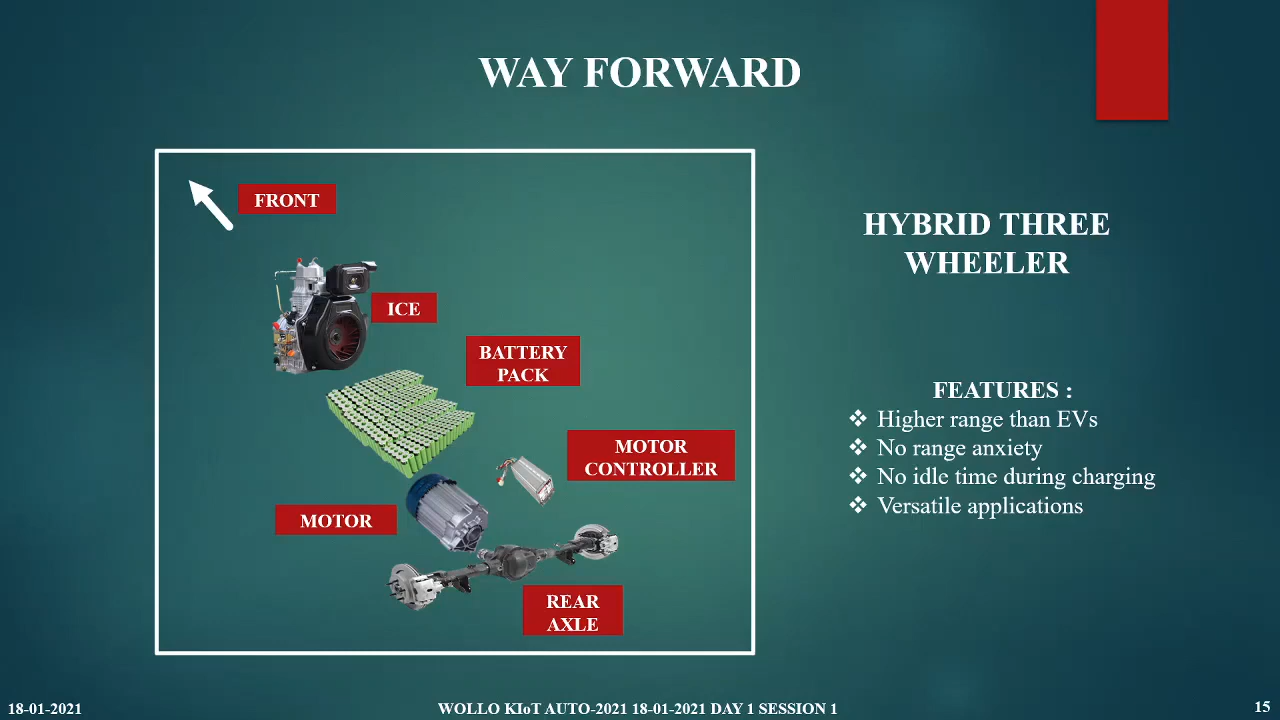 WAY FORWARD
FRONT
ICE
BATTERY
PACK
MOTOR
CONTROLLER
MOTOR
REAR
AXLE
HYBRID THREE
WHEELER
FEATURES :
❖ Higher range than EVs
❖ No range anxiety
❖ No idle time during charging
❖ Versatile applications
18-01-2021
WOLLO KIoT AUTO-2021 18-01-2021 DAY 1 SESSION 1
15